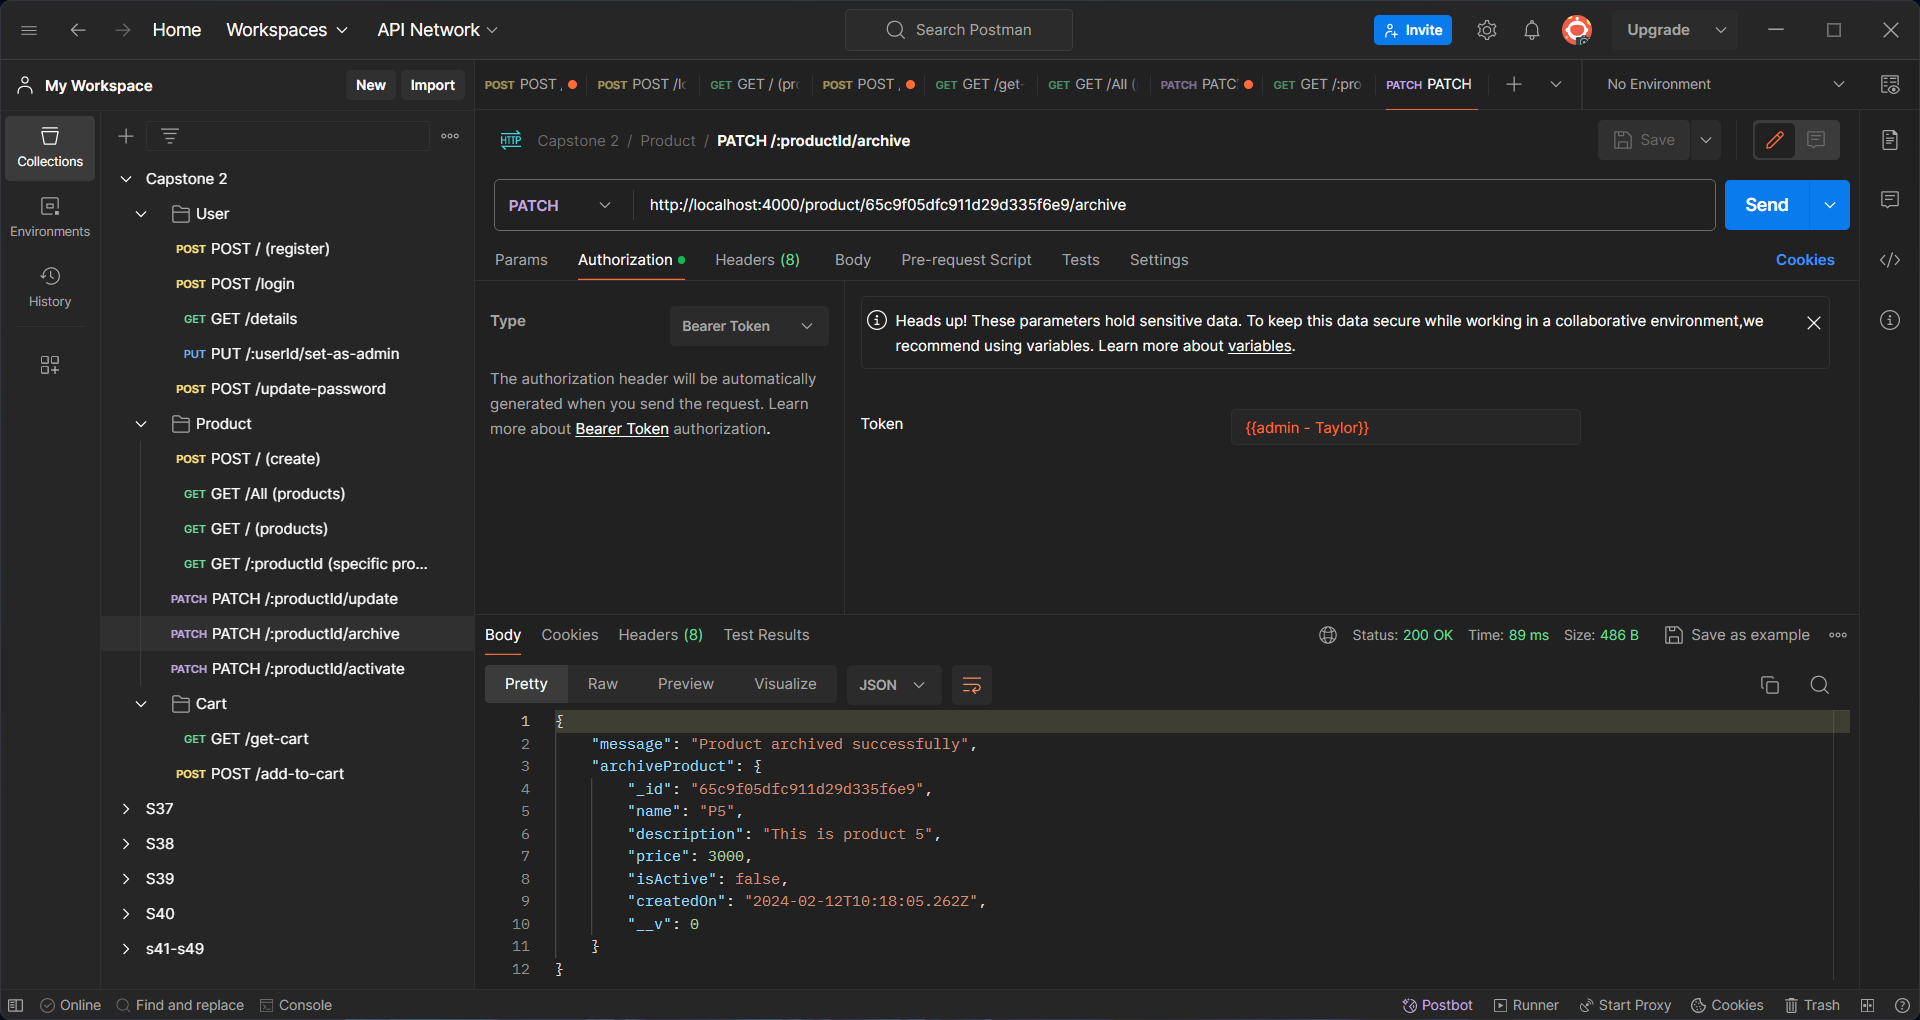 Home Workspaces API Network Search Postman Invite Upgrade
My Workspace New Import
POST POST , POST POST /lo GET GET / (pro POST POST , GET GET /get- GET GET /All ( PATCH PATC PATCH GET GET /:pro PATCH PATCH No Environment
Collections
Environments
History
Capstone 2
User
POST POST / (register)
POST POST /login
GET GET /details
PUT PUT /:userId/set-as-admin
POST POST /update-password
Product
POST POST / (create)
GET GET /All (products)
GET GET / (products)
GET GET /:productId (specific pro...
PATCH PATCH /:productId/update
PATCH PATCH /:productId/archive
PATCH PATCH /:productId/activate
Cart
GET GET /get-cart
POST POST /add-to-cart
S37
S38
S39
S40
s41-s49
HTTP Capstone 2 / Product / PATCH /:productId/archive Save
PATCH http://localhost:4000/product/65c9f05dfc911d29d335f6e9/archive Send
Params Authorization Headers (8) Body Pre-request Script Tests Settings Cookies
Type Bearer Token
The authorization header will be automatically
generated when you send the request. Learn
more about Bearer Token authorization.
Heads up! These parameters hold sensitive data. To keep this data secure while working in a collaborative environment,we
recommend using variables. Learn more about variables.
Token {{admin - Taylor}}
Body Cookies Headers (8) Test Results Status: 200 OK Time: 89 ms Size: 486 B Save as example
Pretty Raw Preview Visualize JSON
1 {
2 "message": "Product archived successfully",
3 "archiveProduct": {
4 "_id": "65c9f05dfc911d29d335f6e9",
5 "name": "P5",
6 "description": "This is product 5",
7 "price": 3000,
8 "isActive": false,
9 "createdOn": "2024-02-12T10:18:05.262Z",
10 "__v": 0
11 }
12 }
Online Find and replace Console Postbot Runner Start Proxy Cookies Trash